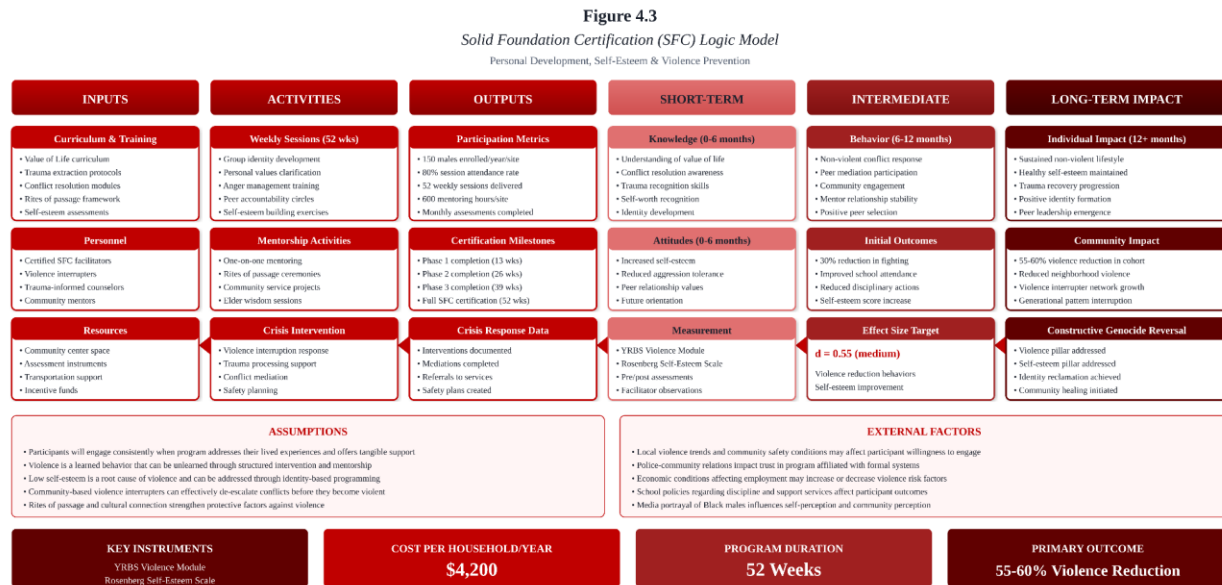 Figure 4.3
Solid Foundation Certification (SFC) Logic Model
Personal Development, Self-Esteem & Violence Prevention
INPUTS
ACTIVITIES
OUTPUTS
SHORT-TERM
INTERMEDIATE
LONG-TERM IMPACT
Curriculum & Training
• Value of Life curriculum
• Trauma extraction protocols
• Conflict resolution modules
• Rites of passage framework
• Self-esteem assessments
Weekly Sessions (52 wks)
• Group identity development
• Personal values clarification
• Anger management training
• Peer accountability circles
• Self-esteem building exercises
Participation Metrics
• 150 males enrolled/year/site
• 80% session attendance rate
• 52 weekly sessions delivered
• 600 mentoring hours/site
• Monthly assessments completed
Knowledge (0-6 months)
• Understanding of value of life
• Conflict resolution awareness
• Trauma recognition skills
• Self-worth recognition
• Identity development
Behavior (6-12 months)
• Non-violent conflict response
• Peer mediation participation
• Community engagement
• Mentor relationship stability
• Positive peer selection
Individual Impact (12+ months)
• Sustained non-violent lifestyle
• Healthy self-esteem maintained
• Trauma recovery progression
• Positive identity formation
• Peer leadership emergence
Personnel
• Certified SFC facilitators
• Violence interrupters
• Trauma-informed counselors
• Community mentors
Mentorship Activities
• One-on-one mentoring
• Rites of passage ceremonies
• Community service projects
• Elder wisdom sessions
Certification Milestones
• Phase 1 completion (13 wks)
• Phase 2 completion (26 wks)
• Phase 3 completion (39 wks)
• Full SFC certification (52 wks)
Attitudes (0-6 months)
• Increased self-esteem
• Reduced aggression tolerance
• Peer relationship values
• Future orientation
Initial Outcomes
• 30% reduction in fighting
• Improved school attendance
• Reduced disciplinary actions
• Self-esteem score increase
Community Impact
• 55-60% violence reduction in cohort
• Reduced neighborhood violence
• Violence interrupter network growth
• Generational pattern interruption
Resources
• Community center space
• Assessment instruments
• Transportation support
• Incentive funds
Crisis Intervention
• Violence interruption response
• Trauma processing support
• Conflict mediation
• Safety planning
Crisis Response Data
• Interventions documented
• Mediations completed
• Referrals to services
• Safety plans created
Measurement
• YRBS Violence Module
• Rosenberg Self-Esteem Scale
• Pre/post assessments
• Facilitator observations
Effect Size Target
d = 0.55 (medium)
Violence reduction behaviors
Self-esteem improvement
Constructive Genocide Reversal
• Violence pillar addressed
• Self-esteem pillar addressed
• Identity reclamation achieved
• Community healing initiated
ASSUMPTIONS
• Participants will engage consistently when program addresses their lived experiences and offers tangible support
• Violence is a learned behavior that can be unlearned through structured intervention and mentorship
• Low self-esteem is a root cause of violence and can be addressed through identity-based programming
• Community-based violence interrupters can effectively de-escalate conflicts before they become violent
• Rites of passage and cultural connection strengthen protective factors against violence
EXTERNAL FACTORS
• Local violence trends and community safety conditions may affect participant willingness to engage
• Police-community relations impact trust in program affiliated with formal systems
• Economic conditions affecting employment may increase or decrease violence risk factors
• School policies regarding discipline and support services affect participant outcomes
• Media portrayal of Black males influences self-perception and community perception
KEY INSTRUMENTS
YRBS Violence Module
Rosenberg Self-Esteem Scale
COST PER HOUSEHOLD/YEAR
$4,200
PROGRAM DURATION
52 Weeks
PRIMARY OUTCOME
55-60% Violence Reduction